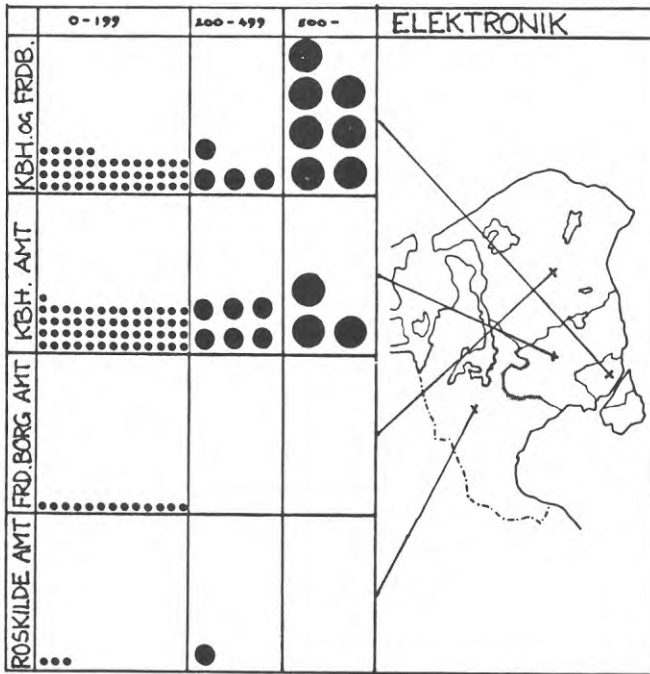 0-199 200-499 500- ELEKTRONIK
KBH. OG FRDB.
KBH. AMT
FRD.BORG AMT
ROSKILDE AMT